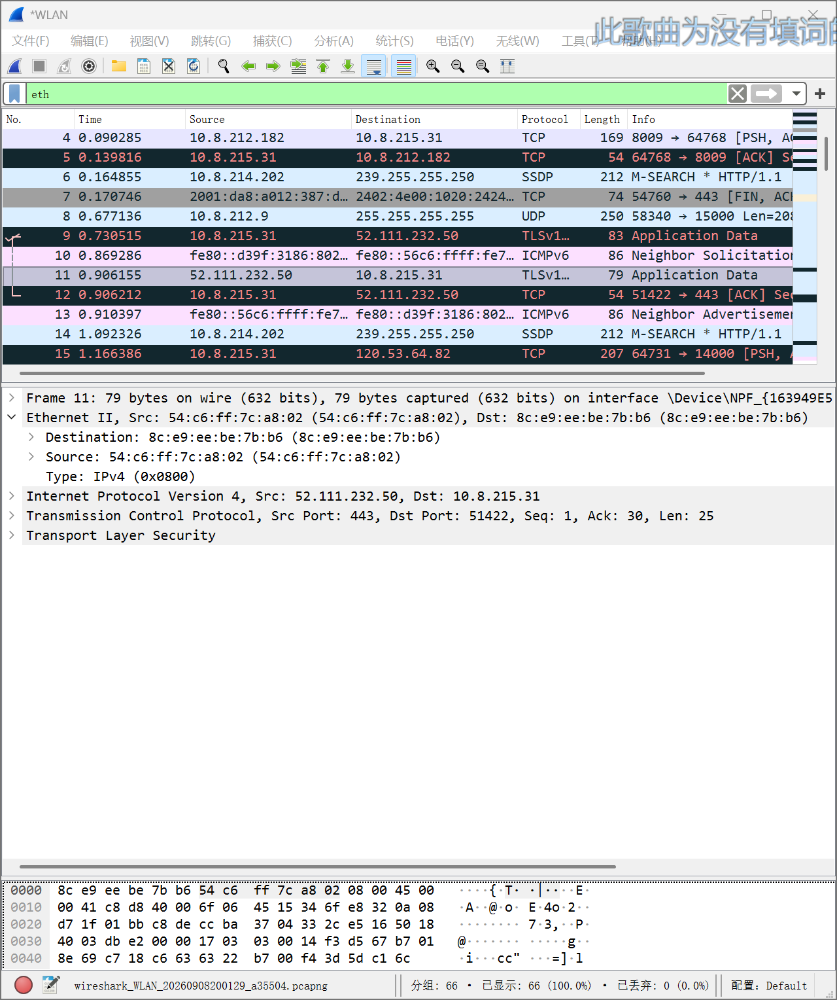 *WLAN
此歌曲为没有填词的
文件(F) 编辑(E) 视图(V) 跳转(G) 捕获(C) 分析(A) 统计(S) 电话(Y) 无线(W) 工具(T) 帮助(H)
eth
No. Time Source Destination Protocol Length Info
4 0.090285 10.8.212.182 10.8.215.31 TCP 169 8009 → 64768 [PSH, AC
5 0.139816 10.8.215.31 10.8.212.182 TCP 54 64768 → 8009 [ACK] Se
6 0.164855 10.8.214.202 239.255.255.250 SSDP 212 M-SEARCH * HTTP/1.1
7 0.170746 2001:da8:a012:387:d… 2402:4e00:1020:2424… TCP 74 54760 → 443 [FIN, ACK
8 0.677136 10.8.212.9 255.255.255.255 UDP 250 58340 → 15000 Len=208
9 0.730515 10.8.215.31 52.111.232.50 TLSv1… 83 Application Data
10 0.869286 fe80::d39f:3186:802… fe80::56c6:ffff:fe7… ICMPv6 86 Neighbor Solicitation
11 0.906155 52.111.232.50 10.8.215.31 TLSv1… 79 Application Data
12 0.906212 10.8.215.31 52.111.232.50 TCP 54 51422 → 443 [ACK] Sec
13 0.910397 fe80::56c6:ffff:fe7… fe80::d39f:3186:802… ICMPv6 86 Neighbor Advertisemen
14 1.092326 10.8.214.202 239.255.255.250 SSDP 212 M-SEARCH * HTTP/1.1
15 1.166386 10.8.215.31 120.53.64.82 TCP 207 64731 → 14000 [PSH, A
Frame 11: 79 bytes on wire (632 bits), 79 bytes captured (632 bits) on interface \Device\NPF_{163949E5
Ethernet II, Src: 54:c6:ff:7c:a8:02 (54:c6:ff:7c:a8:02), Dst: 8c:e9:ee:be:7b:b6 (8c:e9:ee:be:7b:b6)
Destination: 8c:e9:ee:be:7b:b6 (8c:e9:ee:be:7b:b6)
Source: 54:c6:ff:7c:a8:02 (54:c6:ff:7c:a8:02)
Type: IPv4 (0x0800)
Internet Protocol Version 4, Src: 52.111.232.50, Dst: 10.8.215.31
Transmission Control Protocol, Src Port: 443, Dst Port: 51422, Seq: 1, Ack: 30, Len: 25
Transport Layer Security
0000 8c e9 ee be 7b b6 54 c6 ff 7c a8 02 08 00 45 00 ····{·T· ·|····E·
0010 00 41 c8 d8 40 00 6f 06 45 15 34 6f e8 32 0a 08 ·A··@·o· E·4o·2··
0020 d7 1f 01 bb c8 de cc ba 37 04 33 2c e5 16 50 18 ········ 7·3,··P·
0030 40 03 db e2 00 00 17 03 03 00 14 f3 d5 67 b7 01 @······· ·····g··
0040 8e 69 c7 18 c6 63 63 22 b7 00 f4 3d 5d c1 6c ·i···cc" ···=]·l
wireshark_WLAN_20260908200129_a35504.pcapng 分组: 66 · 已显示: 66 (100.0%) · 已丢弃: 0 (0.0%) 配置: Default